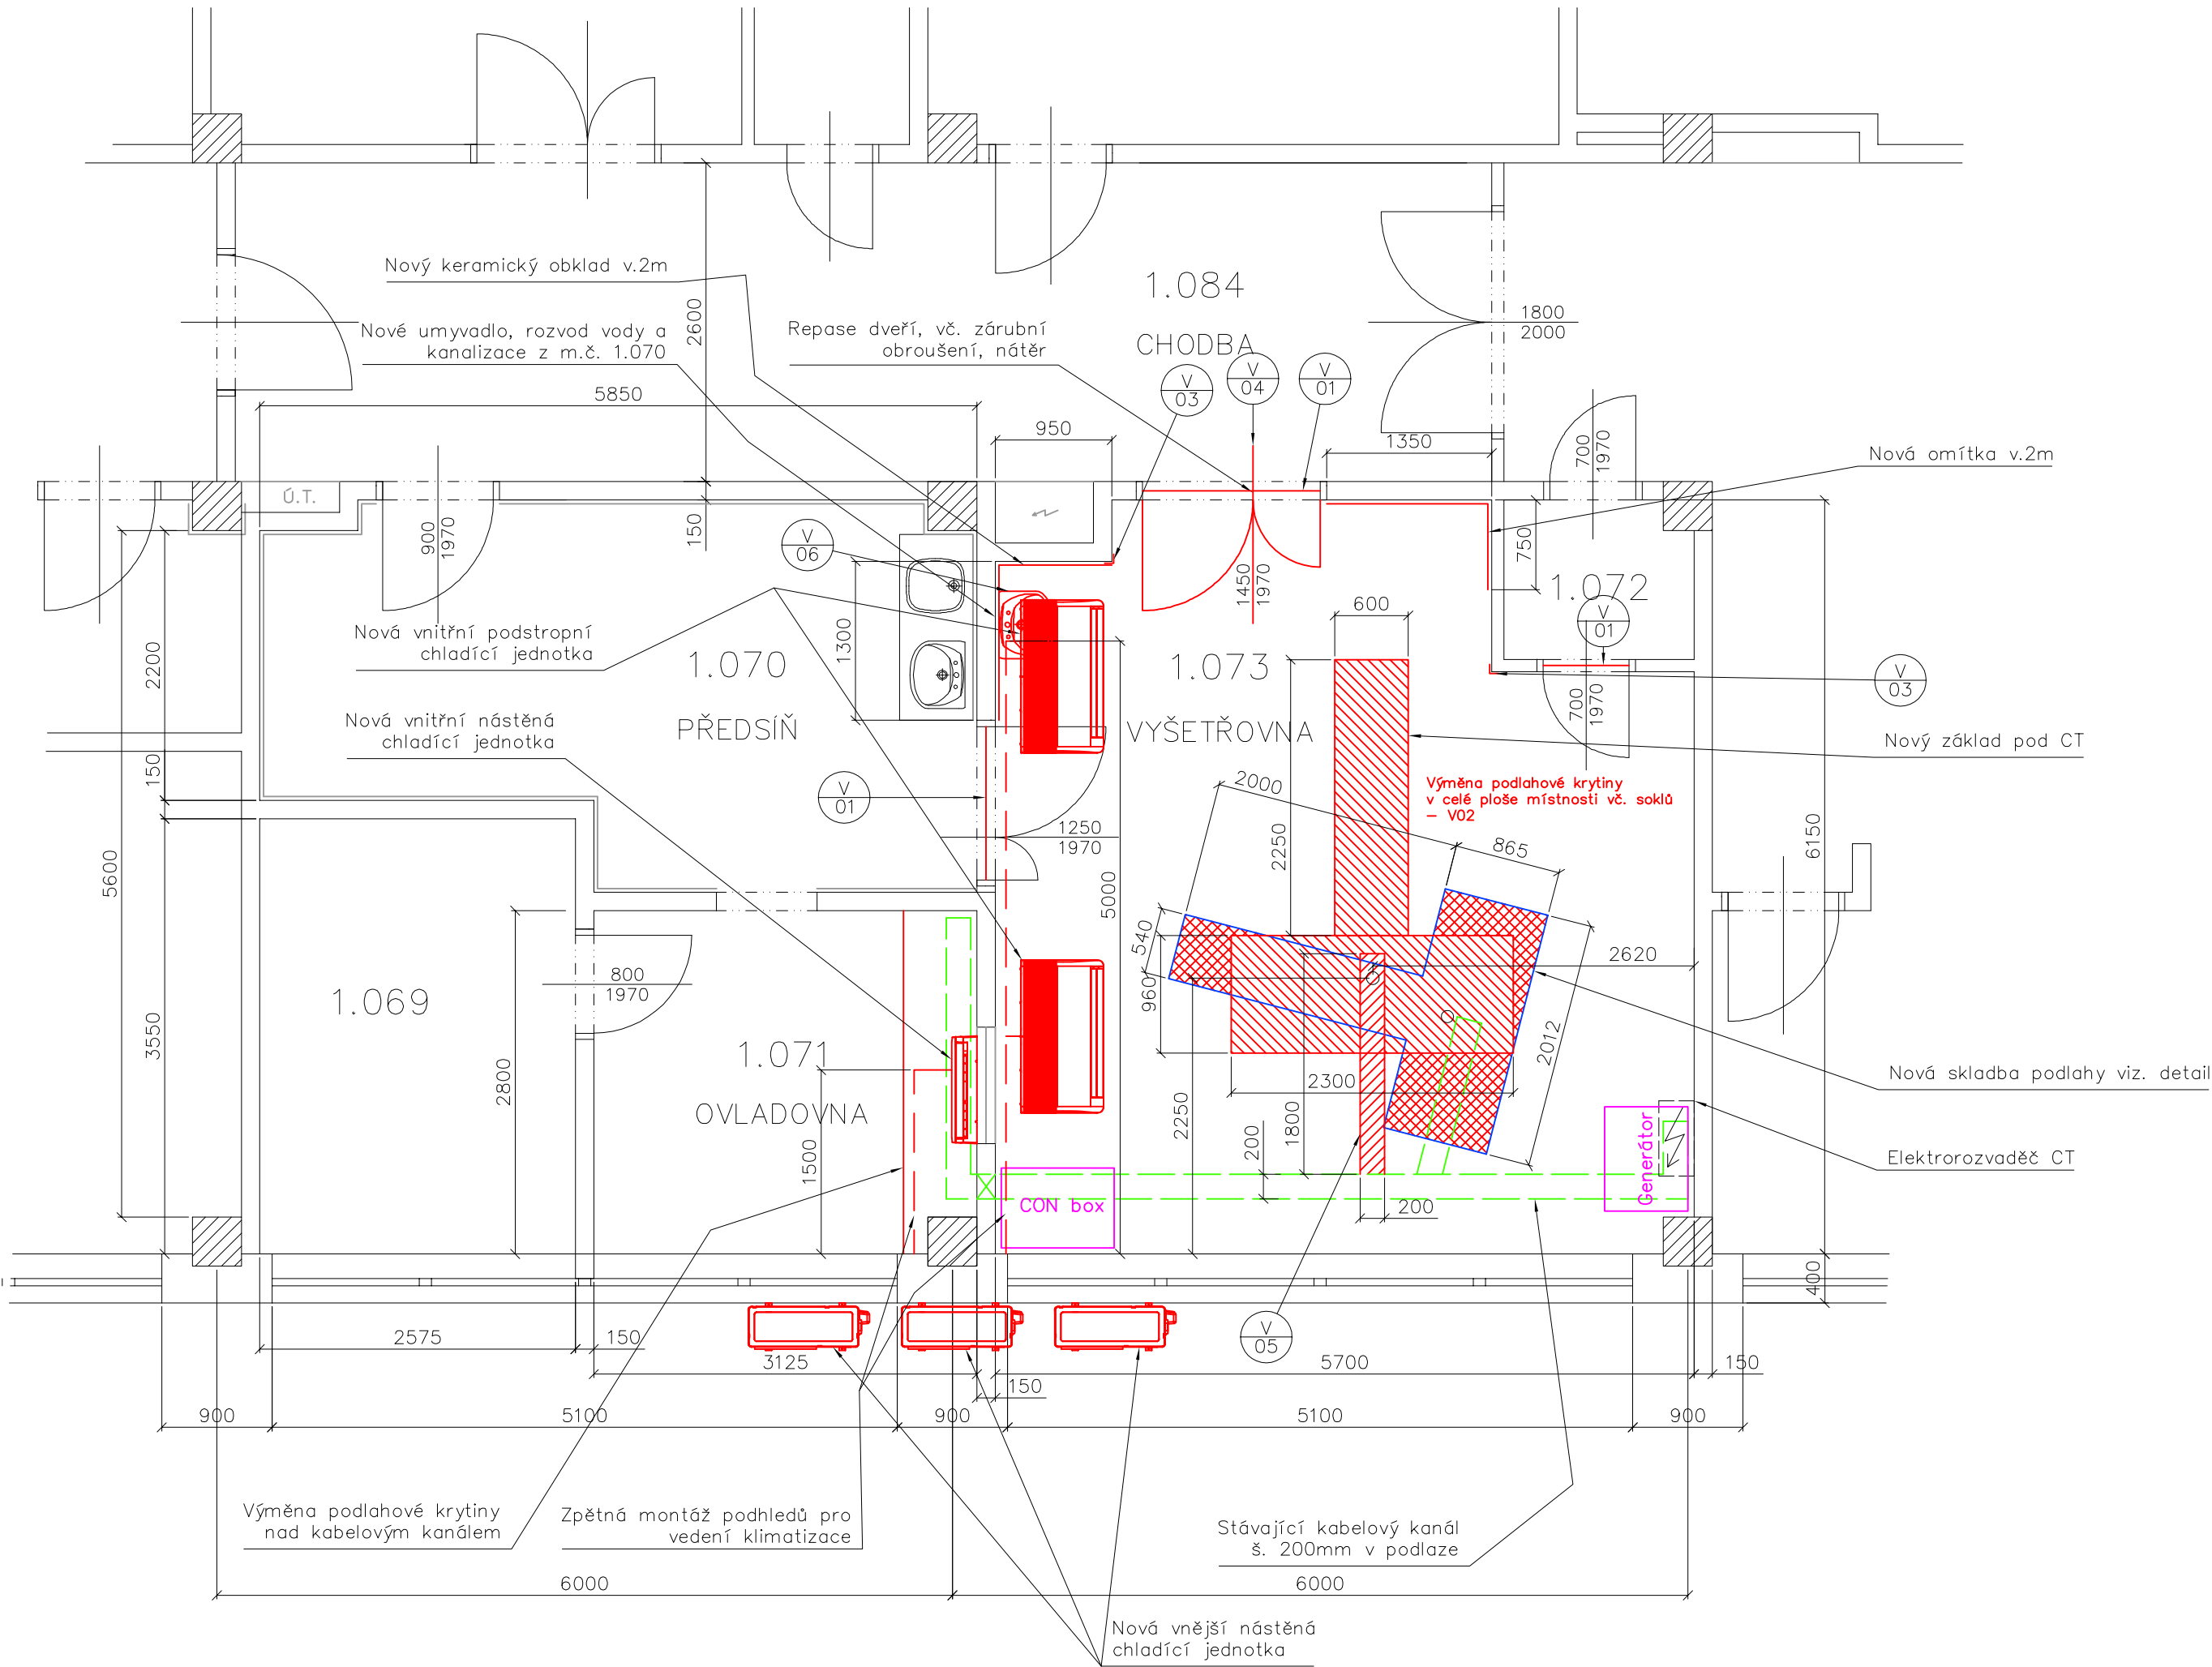 Nový keramický obklad v.2m
Nové umyvadlo, rozvod vody a
kanalizace z m.č. 1.070
Repase dveří, vč. zárubní
obroušení, nátěr
2600
1.084
CHODBA
V
03
V
04
V
01
1800
2000
5850
950
1350
700
1970
Nová omítka v.2m
Ú.T.
900
1970
150
V
06
1450
1970
750
1.072
V
01
600
Nová vnitřní podstropní
chladící jednotka
1300
2200
1.070
PŘEDSÍŇ
1.073
VYŠETŘOVNA
700
1970
V
03
Nová vnitřní nástěná
chladící jednotka
150
V
01
Nový základ pod CT
Výměna podlahové krytiny
v celé ploše místnosti vč. soklů
– V02
2000
865
2250
1250
1970
5600
5000
6150
540
960
2620
800
1970
1.069
3550
2800
1.071
OVLADOVNA
1500
2012
2300
2250
1800
200
Nová skladba podlahy viz. detail
Elektrorozvaděč CT
Generátor
CON box
200
400
V
05
2575
150
3125
150
5700
150
900
5100
900
5100
900
Výměna podlahové krytiny
nad kabelovým kanálem
Zpětná montáž podhledů pro
vedení klimatizace
Stávající kabelový kanál
š. 200mm v podlaze
6000
6000
Nová vnější nástěná
chladící jednotka